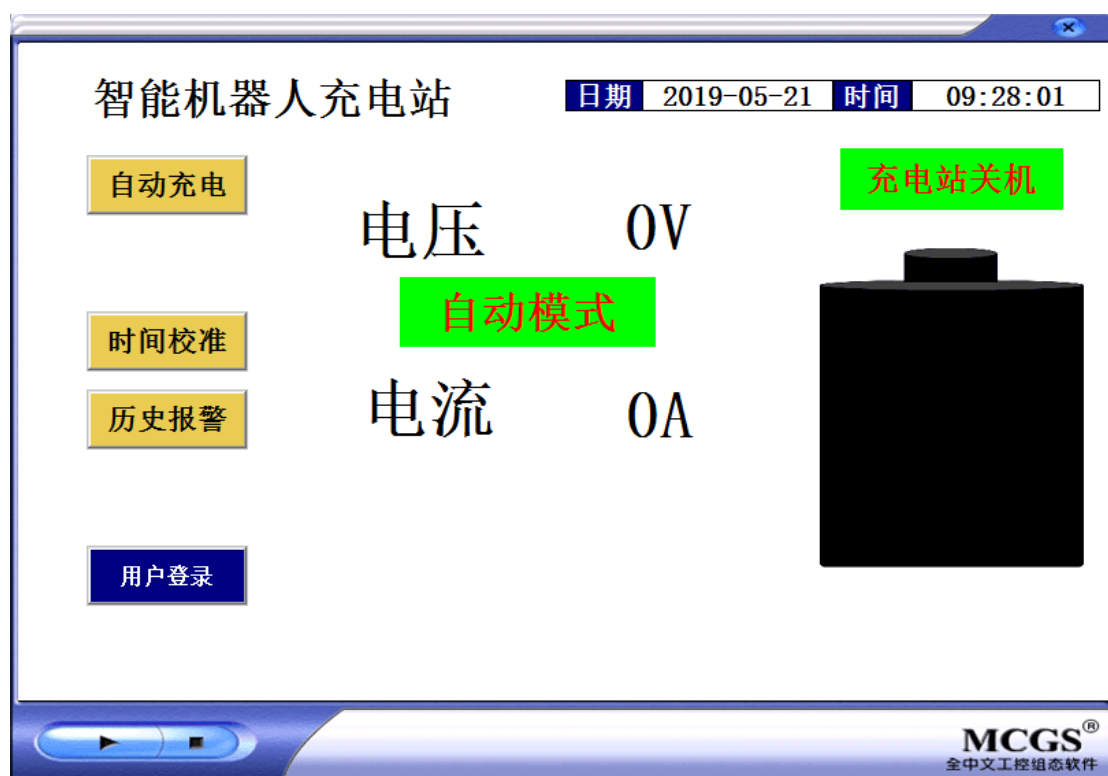 智能机器人充电站
日期 2019-05-21 时间 09:28:01
自动充电
充电站关机
电压 0V
自动模式
时间校准
电流 0A
历史报警
用户登录
MCGS®
全中文工控组态软件